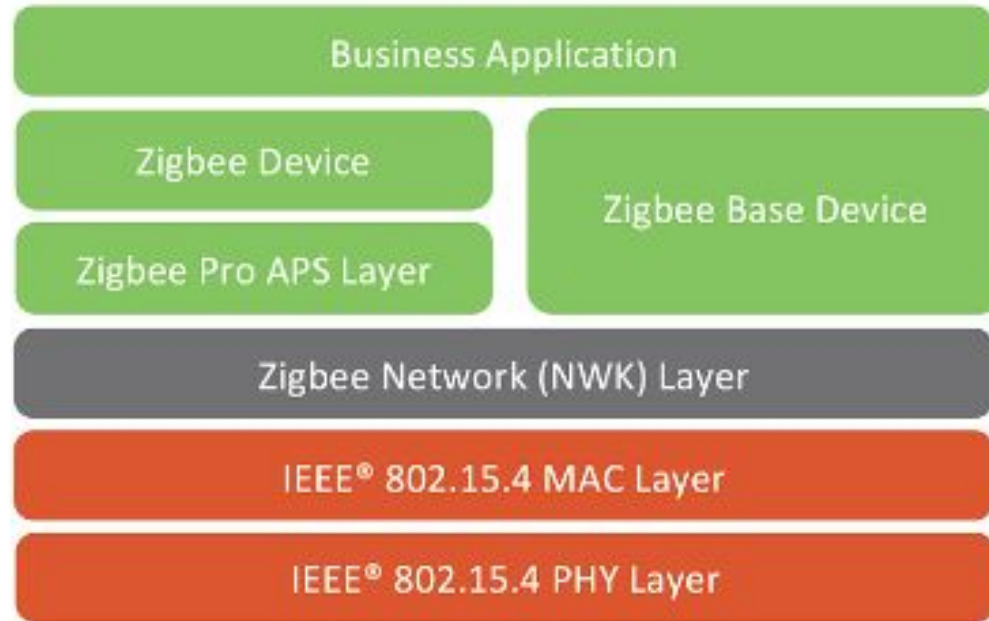 Business Application
Zigbee Device
Zigbee Base Device
Zigbee Pro APS Layer
Zigbee Network (NWK) Layer
IEEE® 802.15.4 MAC Layer
IEEE® 802.15.4 PHY Layer